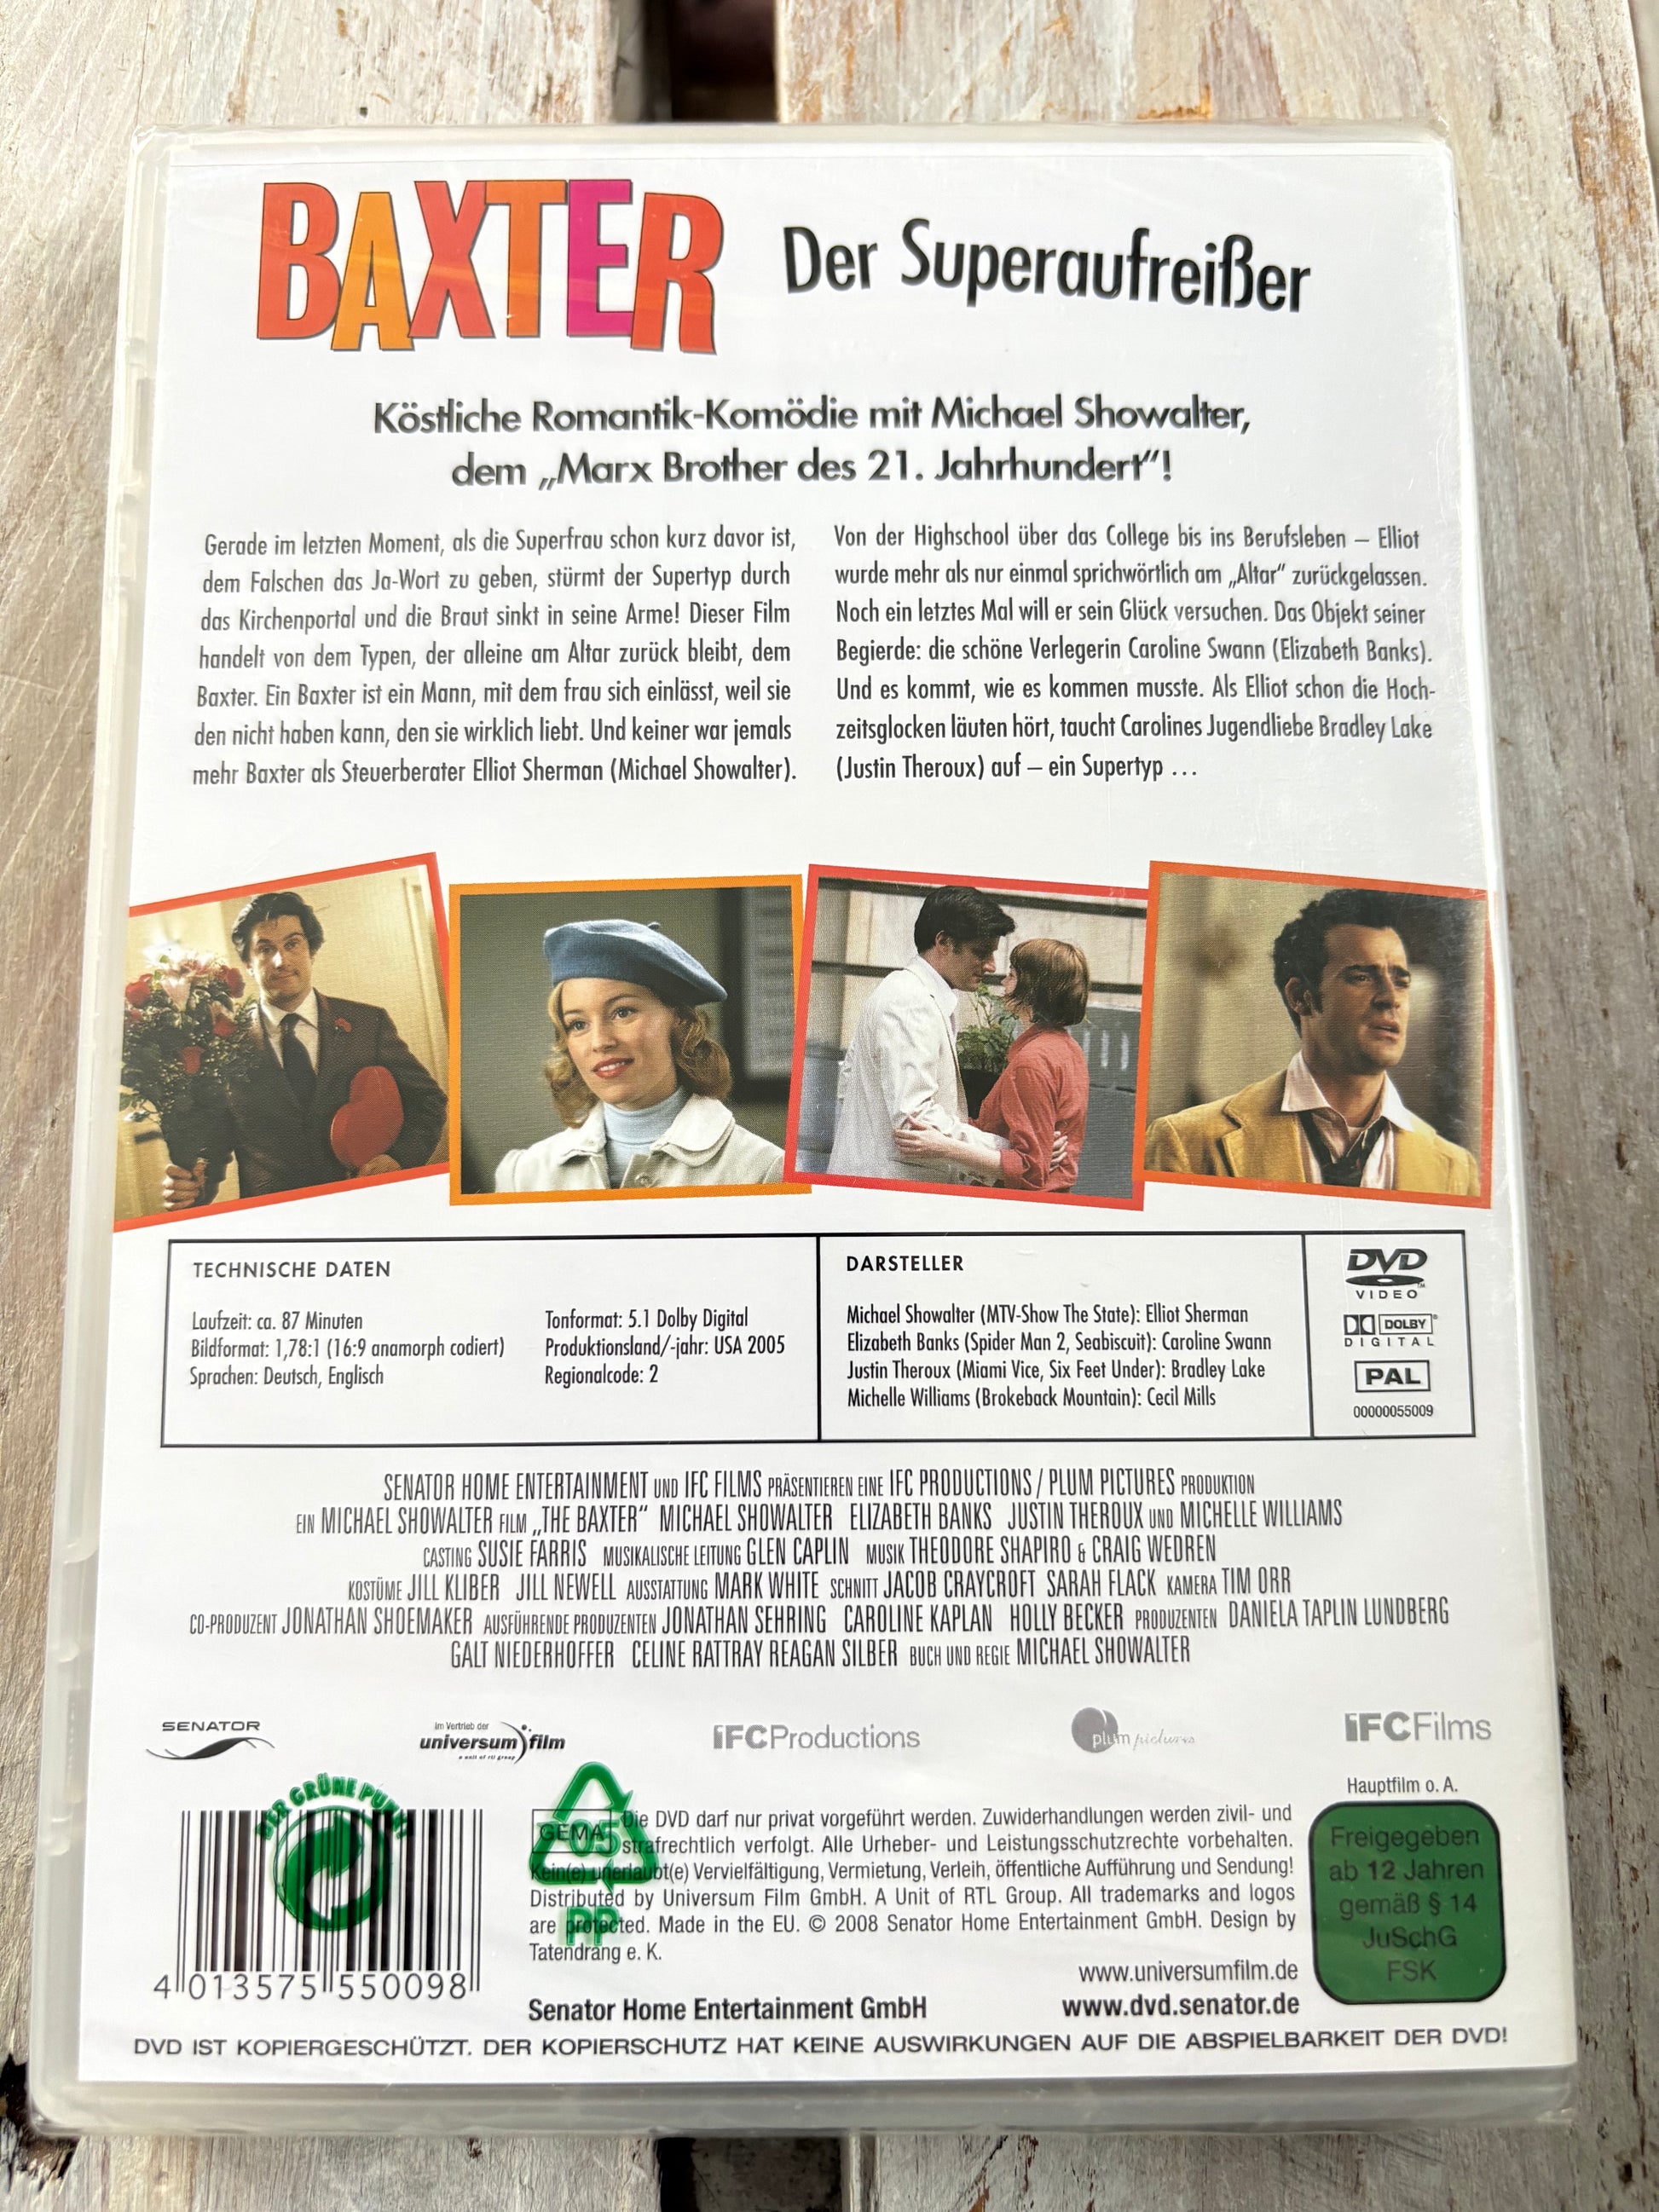 BAXTER Der Superaufreißer
Köstliche Romantik-Komödie mit Michael Showalter,
dem „Marx Brother des 21. Jahrhundert“!
Gerade im letzten Moment, als die Superfrau schon kurz davor ist,
dem Falschen das Ja-Wort zu geben, stürmt der Supertyp durch
das Kirchenportal und die Braut sinkt in seine Arme! Dieser Film
handelt von dem Typen, der alleine am Altar zurück bleibt, dem
Baxter. Ein Baxter ist ein Mann, mit dem frau sich einlässt, weil sie
den nicht haben kann, den sie wirklich liebt. Und keiner war jemals
mehr Baxter als Steuerberater Elliot Sherman (Michael Showalter).
Von der Highschool über das College bis ins Berufsleben – Elliot
wurde mehr als nur einmal sprichwörtlich am „Altar“ zurückgelassen.
Noch ein letztes Mal will er sein Glück versuchen. Das Objekt seiner
Begierde: die schöne Verlegerin Caroline Swann (Elizabeth Banks).
Und es kommt, wie es kommen musste. Als Elliot schon die Hoch-
zeitsglocken läuten hört, taucht Carolines Jugendliebe Bradley Lake
(Justin Theroux) auf – ein Supertyp ...
TECHNISCHE DATEN
Laufzeit: ca. 87 Minuten
Bildformat: 1,78:1 (16:9 anamorph codiert)
Sprachen: Deutsch, Englisch
Tonformat: 5.1 Dolby Digital
Produktionsland/-jahr: USA 2005
Regionalcode: 2
DARSTELLER
Michael Showalter (MTV-Show The State): Elliot Sherman
Elizabeth Banks (Spider Man 2, Seabiscuit): Caroline Swann
Justin Theroux (Miami Vice, Six Feet Under): Bradley Lake
Michelle Williams (Brokeback Mountain): Cecil Mills
DVD
VIDEO
DOLBY
DIGITAL
PAL
00000055009
SENATOR HOME ENTERTAINMENT UND IFC FILMS PRÄSENTIEREN EINE IFC PRODUCTIONS / PLUM PICTURES PRODUKTION
EIN MICHAEL SHOWALTER FILM „THE BAXTER“ MICHAEL SHOWALTER ELIZABETH BANKS JUSTIN THEROUX UND MICHELLE WILLIAMS
CASTING SUSIE FARRIS MUSIKALISCHE LEITUNG GLEN CAPLIN MUSIK THEODORE SHAPIRO & CRAIG WEDREN
KOSTÜME JILL KLIBER JILL NEWELL AUSSTATTUNG MARK WHITE SCHNITT JACOB CRAYCROFT SARAH FLACK KAMERA TIM ORR
CO-PRODUZENT JONATHAN SHOEMAKER AUSFÜHRENDE PRODUZENTEN JONATHAN SEHRING CAROLINE KAPLAN HOLLY BECKER PRODUZENTEN DANIELA TAPLIN LUNDBERG
GALT NIEDERHOFFER CELINE RATTRAY REAGAN SILBER BUCH UND REGIE MICHAEL SHOWALTER
SENATOR
Im Vertrieb der
universum film
a unit of rtl group
IFCProductions
plum pictures
IFCFilms
Hauptfilm o. A.
Freigegeben
ab 12 Jahren
gemäß § 14
JuSchG
FSK
DER GRÜNE PUNKT
4 013575 550098
05
PP
GEMA
Die DVD darf nur privat vorgeführt werden. Zuwiderhandlungen werden zivil- und
strafrechtlich verfolgt. Alle Urheber- und Leistungsschutzrechte vorbehalten.
Kein(e) unerlaubt(e) Vervielfältigung, Vermietung, Verleih, öffentliche Aufführung und Sendung!
Distributed by Universum Film GmbH. A Unit of RTL Group. All trademarks and logos
are protected. Made in the EU. © 2008 Senator Home Entertainment GmbH. Design by
Tatendrang e. K.
www.universumfilm.de
Senator Home Entertainment GmbH www.dvd.senator.de
DVD IST KOPIERGESCHÜTZT. DER KOPIERSCHUTZ HAT KEINE AUSWIRKUNGEN AUF DIE ABSPIELBARKEIT DER DVD!